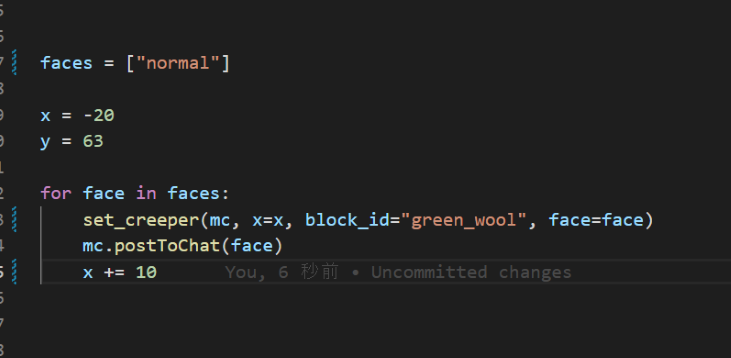 faces = ["normal"]
x = -20
y = 63
for face in faces:
set_creeper(mc, x=x, block_id="green_wool", face=face)
mc.postToChat(face)
x += 10 You, 6 秒前 • Uncommitted changes